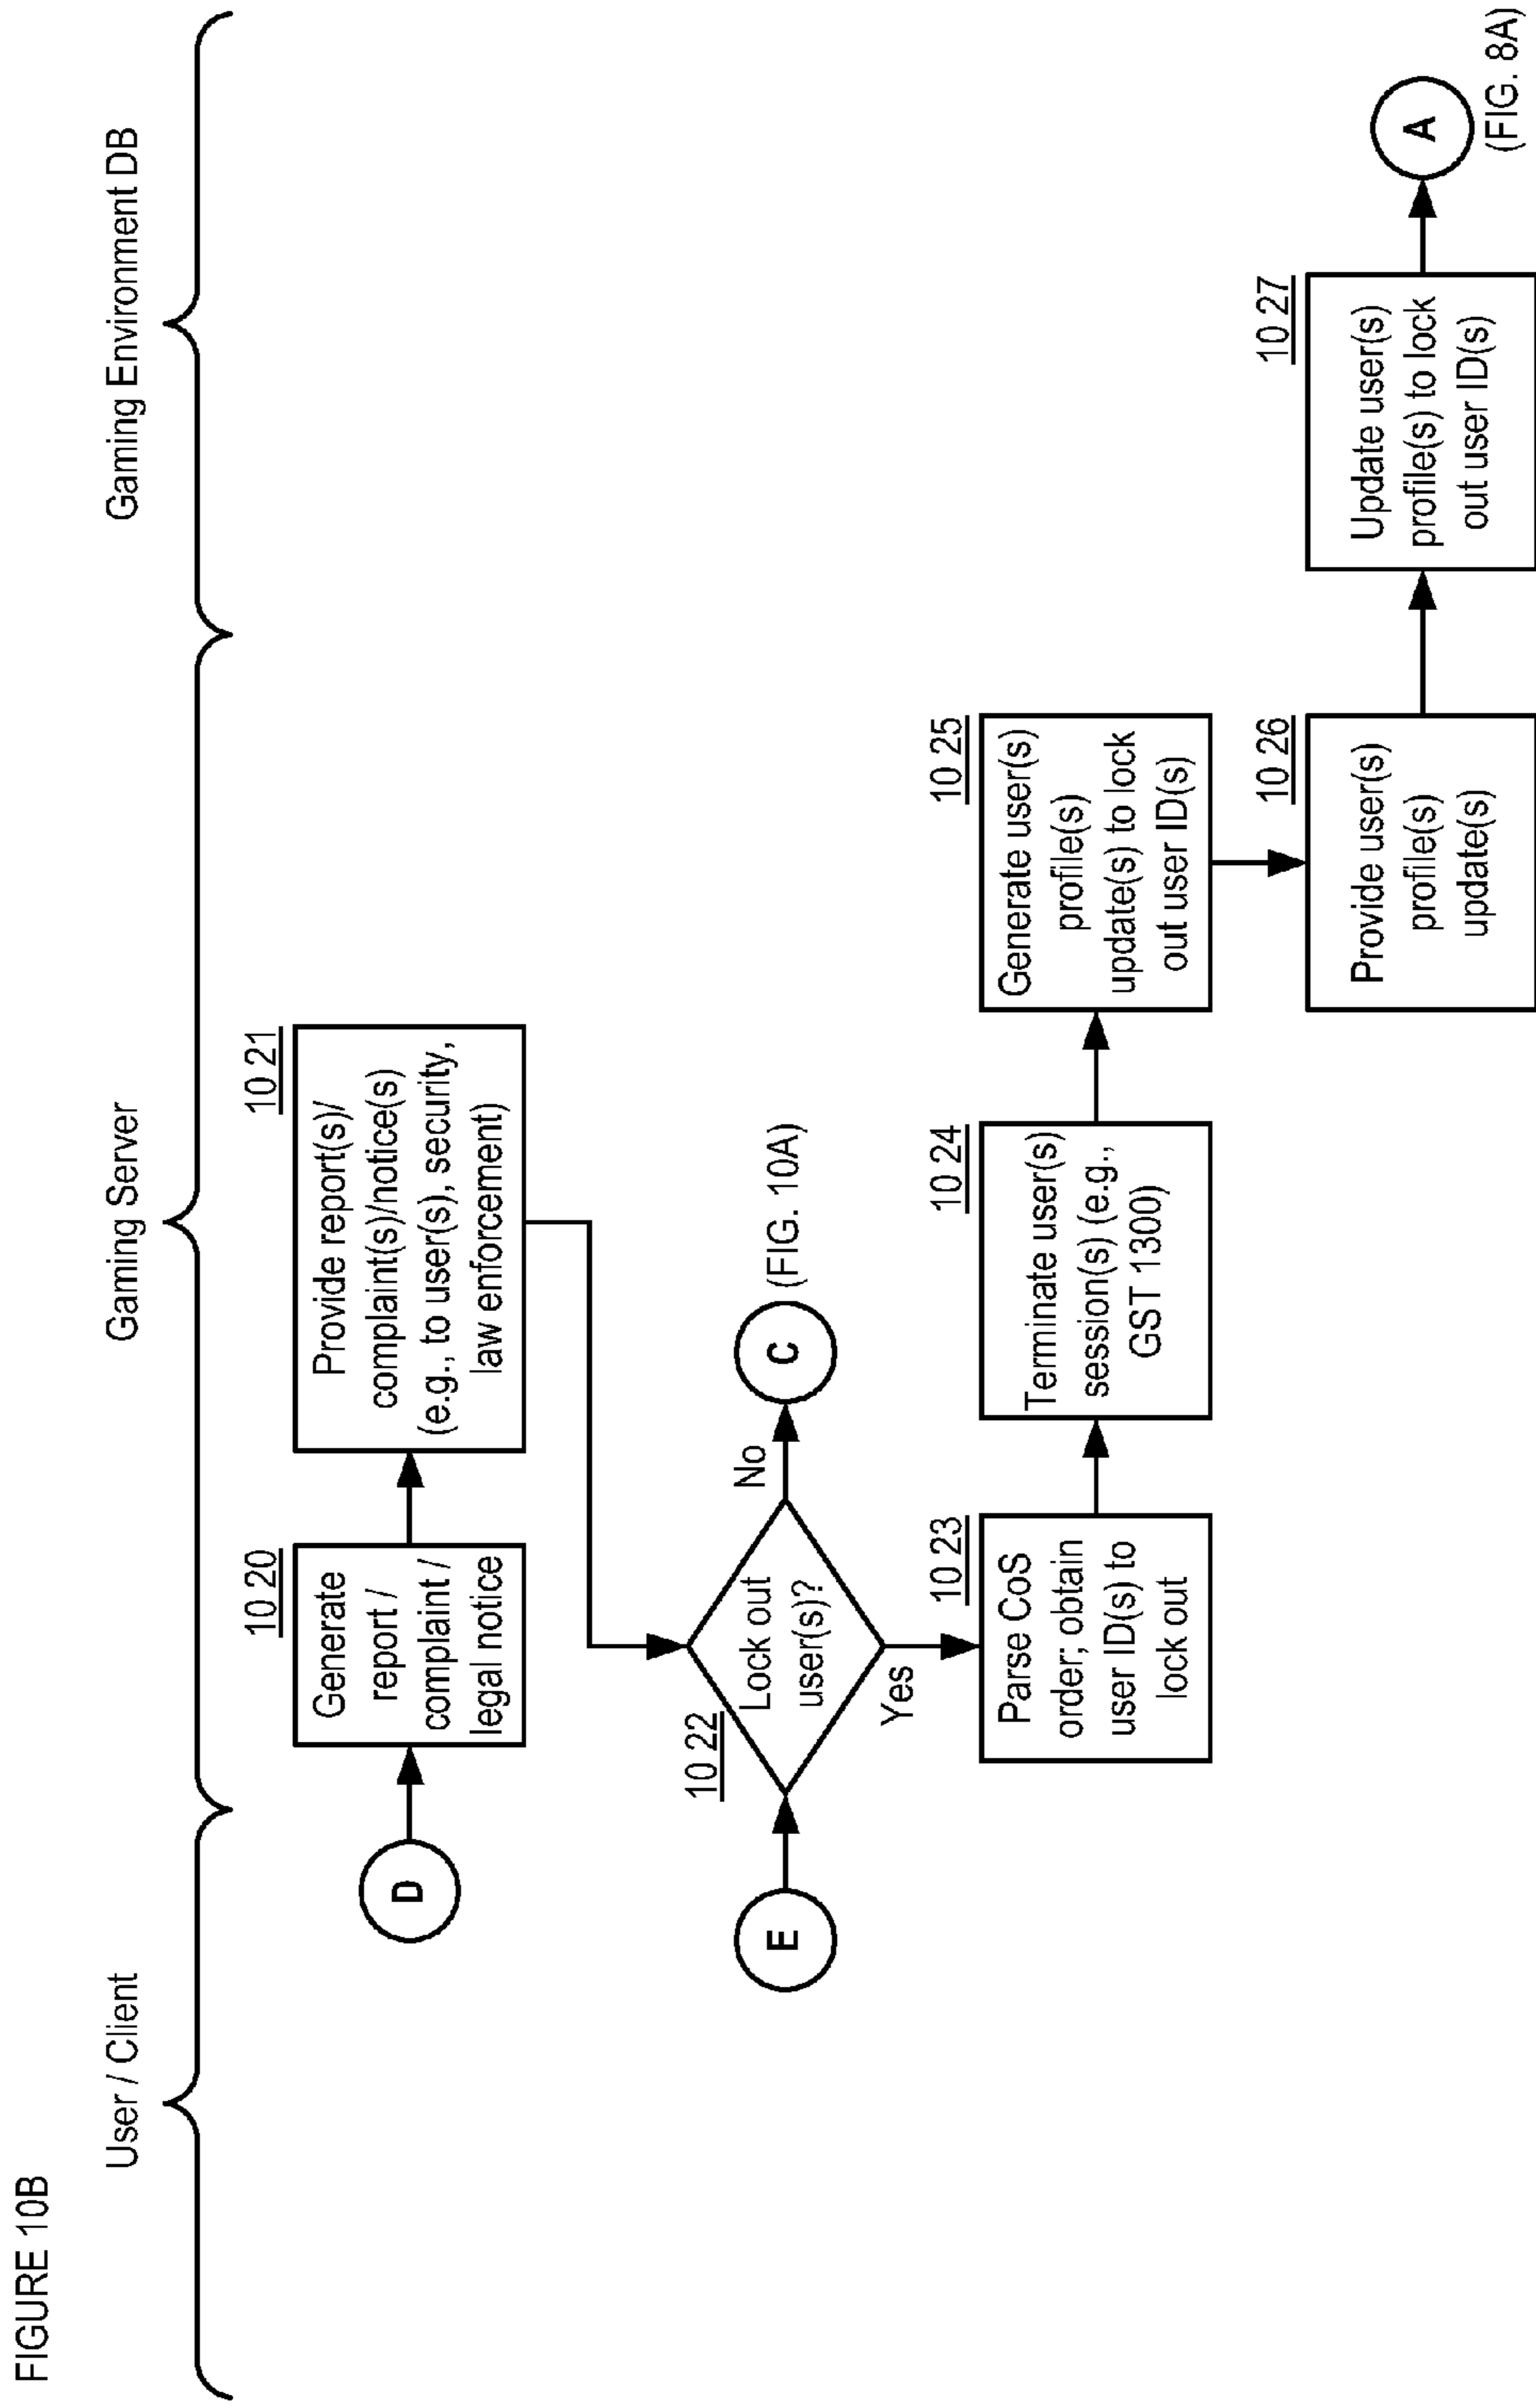 FIGURE 10B
User / Client
Gaming Server
Gaming Environment DB
D
10 20
Generate
report /
complaint /
legal notice
10 21
Provide report(s)/
complaint(s)/notice(s)
(e.g., to user(s), security,
law enforcement)
E
10 22
Lock out
user(s)?
No
C
(FIG. 10A)
Yes
10 23
Parse CoS
order; obtain
user ID(s) to
lock out
10 24
Terminate user(s)
session(s) (e.g.,
GST 1300)
10 25
Generate user(s)
profile(s)
update(s) to lock
out user ID(s)
10 26
Provide user(s)
profile(s)
update(s)
10 27
Update user(s)
profile(s) to lock
out user ID(s)
A
(FIG. 8A)